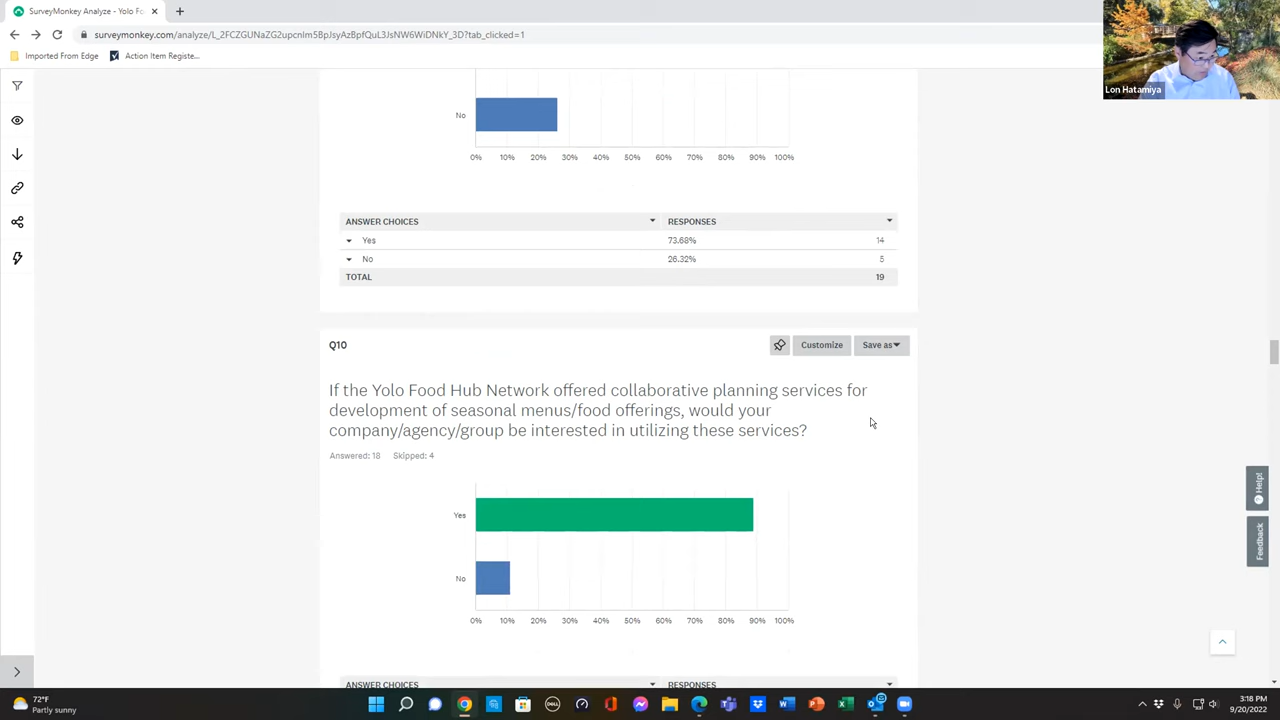 SurveyMonkey Analyze - Yolo Fo
surveymonkey.com/analyze/L_2FCZGUNaZG2upcnIm5BpJsyAzBpfQuL3JsNW6WiDNkY_3D?tab_clicked=1
Imported From Edge
Action Item Registe...
Lon Hatamiya
No
0% 10% 20% 30% 40% 50% 60% 70% 80% 90% 100%
ANSWER CHOICES RESPONSES
Yes 73.68% 14
No 26.32% 5
TOTAL 19
Q10
Customize
Save as
If the Yolo Food Hub Network offered collaborative planning services for
development of seasonal menus/food offerings, would your
company/agency/group be interested in utilizing these services?
Answered: 18 Skipped: 4
Yes
No
0% 10% 20% 30% 40% 50% 60% 70% 80% 90% 100%
Help!
Feedback
ANSWER CHOICES RESPONSES
72°F
Partly sunny
3:18 PM
9/20/2022